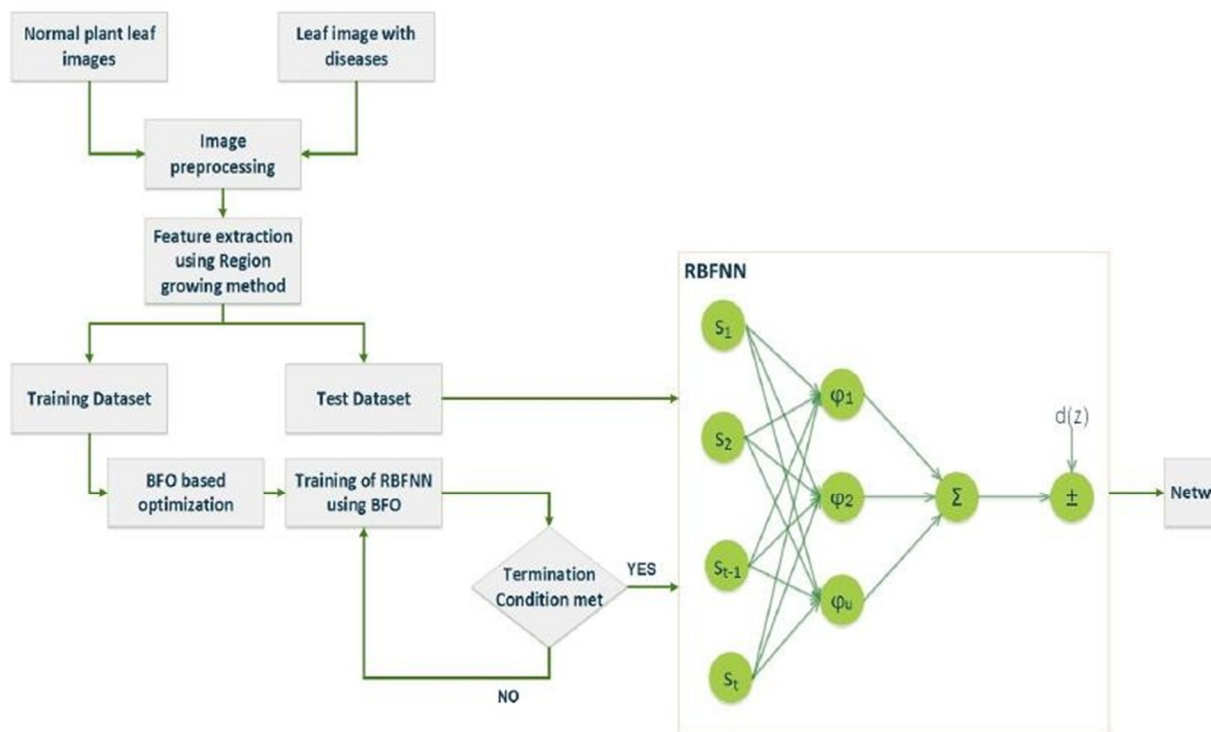 Normal plant leaf
images
Leaf image with
diseases
Image
preprocessing
Feature extraction
using Region
growing method
Training Dataset
Test Dataset
BFO based
optimization
Training of RBFNN
using BFO
Termination
Condition met
YES
NO
RBFNN
S₁
S₂
Sₜ₋₁
Sₜ
φ₁
φ₂
φᵤ
Σ
d(z)
±
Netw